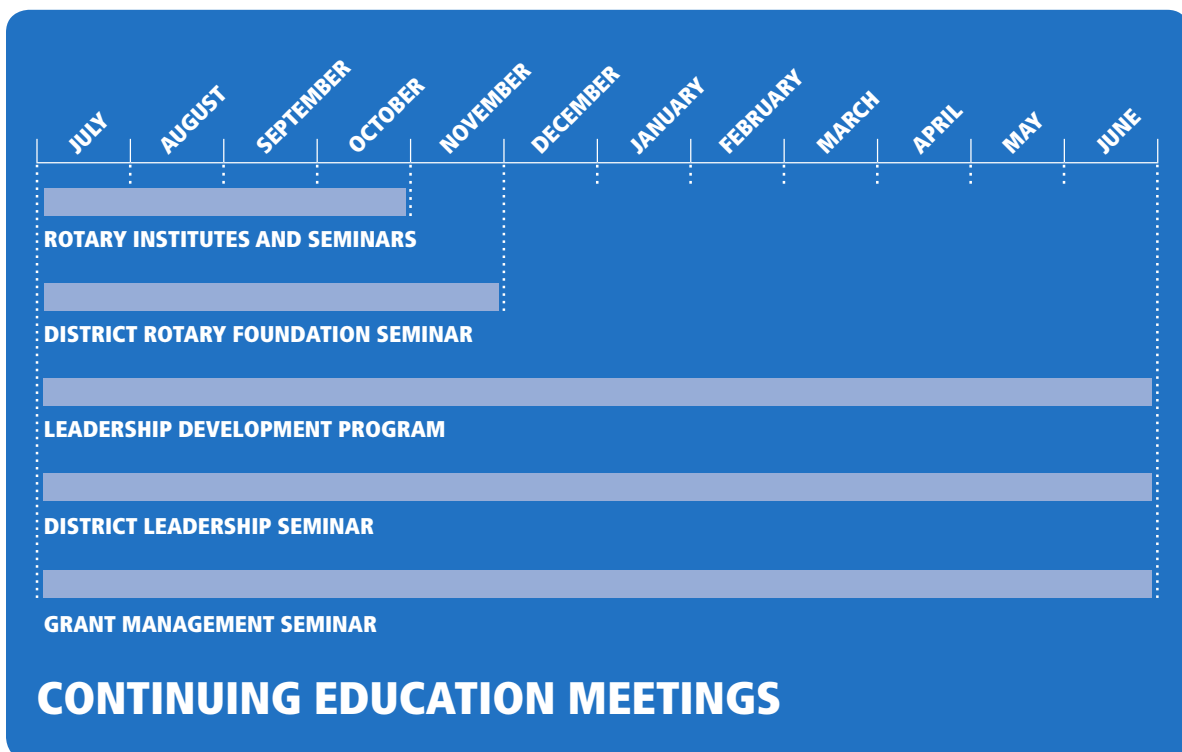 JULY
AUGUST
SEPTEMBER
OCTOBER
NOVEMBER
DECEMBER
JANUARY
FEBRUARY
MARCH
APRIL
MAY
JUNE
ROTARY INSTITUTES AND SEMINARS
DISTRICT ROTARY FOUNDATION SEMINAR
LEADERSHIP DEVELOPMENT PROGRAM
DISTRICT LEADERSHIP SEMINAR
GRANT MANAGEMENT SEMINAR
CONTINUING EDUCATION MEETINGS